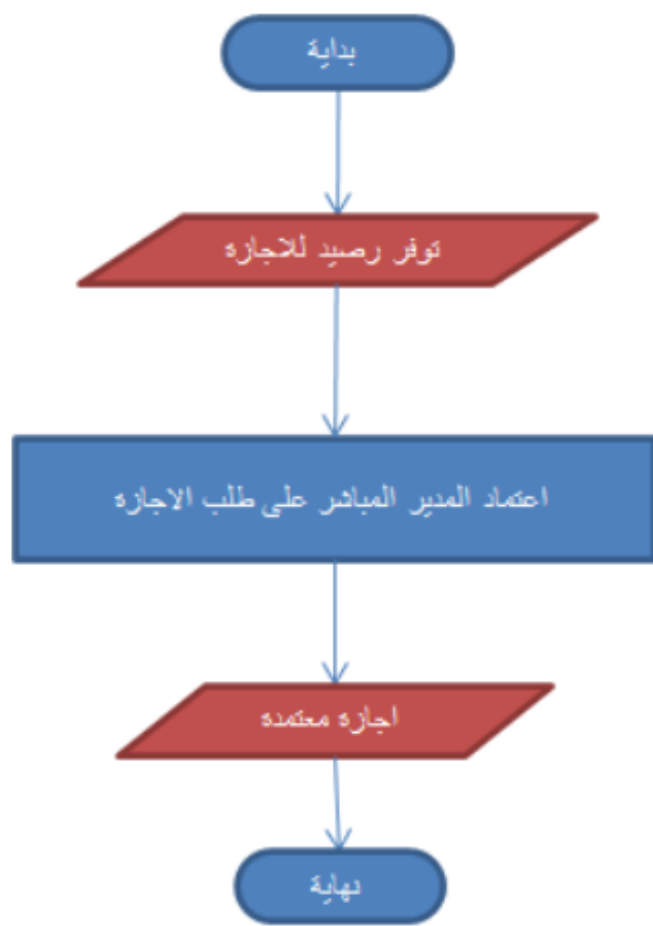 بداية
توفر رصيد للاجازه
اعتماد المدير المباشر على طلب الاجازه
اجازه معتمده
نهاية